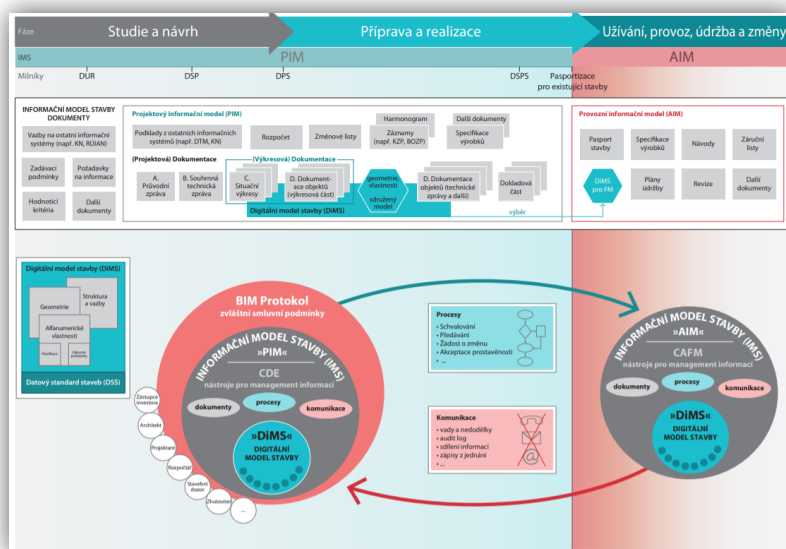 Fáze
Studie a návrh
Příprava a realizace
Užívání, provoz, údržba a změny
IMS
PIM
AIM
Milníky
DUR
DSP
DPS
DSPS
Pasportizace
pro existující stavby
INFORMAČNÍ MODEL STAVBY
DOKUMENTY
Vazby na ostatní informační
systémy (např. KN, RÚIAN)
Zadávací
podmínky
Požadavky
na informace
Hodnotící
kritéria
Další
dokumenty
Projektový informační model (PIM)
Podklady z ostatních informačních
systémů (např. DTM, KN)
Rozpočet
Změnové listy
Harmonogram
Záznamy
(např. KZP, BOZP)
Další dokumenty
Specifikace
výrobků
(Projektová) Dokumentace
(Výkresová) Dokumentace
A.
Průvodní
zpráva
B. Souhrnná
technická
zpráva
C.
Situační
výkresy
D. Dokument-
ace objektů
(výkresová část)
geometrie,
vlastnosti
sdružený
model
D. Dokumentace
objektů (technické
zprávy a další)
Dokladová
část
Digitální model stavby (DiMS)
výběr
Provozní informační model (AIM)
Pasport
stavby
Specifikace
výrobků
Návody
Záruční
listy
DiMS
pro FM
Plány
údržby
Revize
Další
dokumenty
Digitální model stavby (DiMS)
Struktura
a vazby
Geometrie
Alfanumerické
vlastnosti
Datový standard staveb (DSS)
BIM Protokol
zvláštní smluvní podmínky
INFORMAČNÍ MODEL STAVBY (IMS)
»PIM«
CDE
nástroje pro management informací
dokumenty
procesy
komunikace
»DiMS«
DIGITÁLNÍ
MODEL STAVBY
Zástupce
investora
Architekt
Projektant
Rozpočtář
Stavební
dozor
Zhotovitel
...
Procesy
• Schvalování
• Předávání
• Žádost o změnu
• Akceptace prostavěnosti
• ...
Komunikace
• vady a nedodělky
• audit log
• sdílení informací
• zápisy z jednání
• ...
@
INFORMAČNÍ MODEL STAVBY (IMS)
»AIM«
CAFM
nástroje pro management informací
dokumenty
procesy
komunikace
»DiMS«
DIGITÁLNÍ
MODEL STAVBY